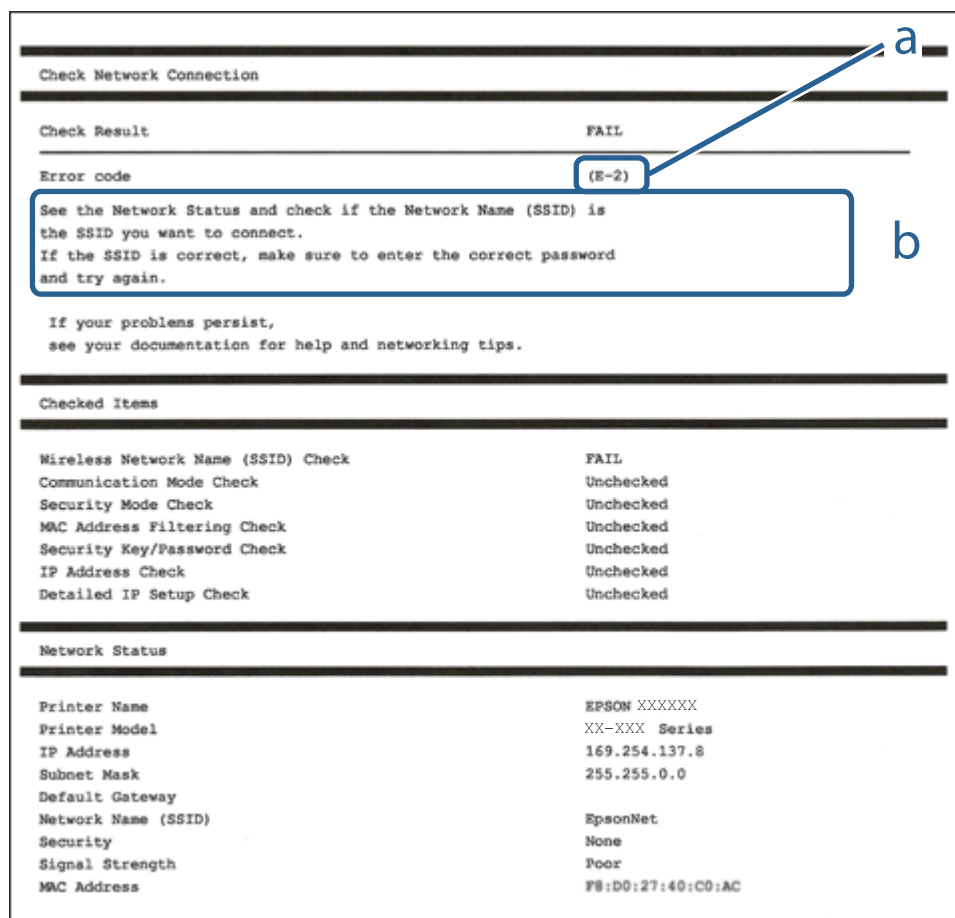 a
Check Network Connection
Check Result FAIL
Error code (E-2)
See the Network Status and check if the Network Name (SSID) is
the SSID you want to connect.
If the SSID is correct, make sure to enter the correct password
and try again.
b
If your problems persist,
see your documentation for help and networking tips.
Checked Items
Wireless Network Name (SSID) Check FAIL
Communication Mode Check Unchecked
Security Mode Check Unchecked
MAC Address Filtering Check Unchecked
Security Key/Password Check Unchecked
IP Address Check Unchecked
Detailed IP Setup Check Unchecked
Network Status
Printer Name EPSON XXXXXX
Printer Model XX-XXX Series
IP Address 169.254.137.8
Subnet Mask 255.255.0.0
Default Gateway
Network Name (SSID) EpsonNet
Security None
Signal Strength Poor
MAC Address F8:D0:27:40:C0:AC